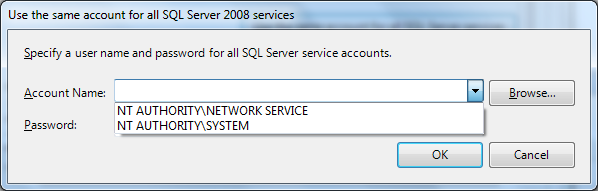 Use the same account for all SQL Server 2008 services
Specify a user name and password for all SQL Server service accounts.
Account Name:
Browse...
NT AUTHORITY\NETWORK SERVICE
NT AUTHORITY\SYSTEM
Password:
OK
Cancel